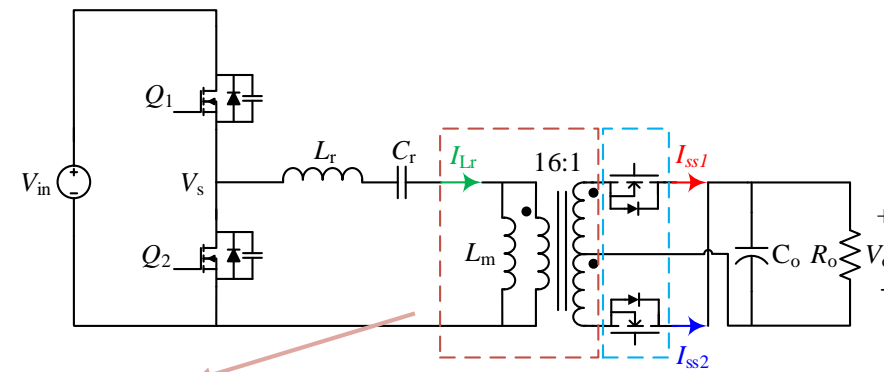 Q1
Lr
Cr
ILr
16:1
Iss1
Vin
+
-
Vs
Lm
Q2
Co
Ro
+
-
Iss2